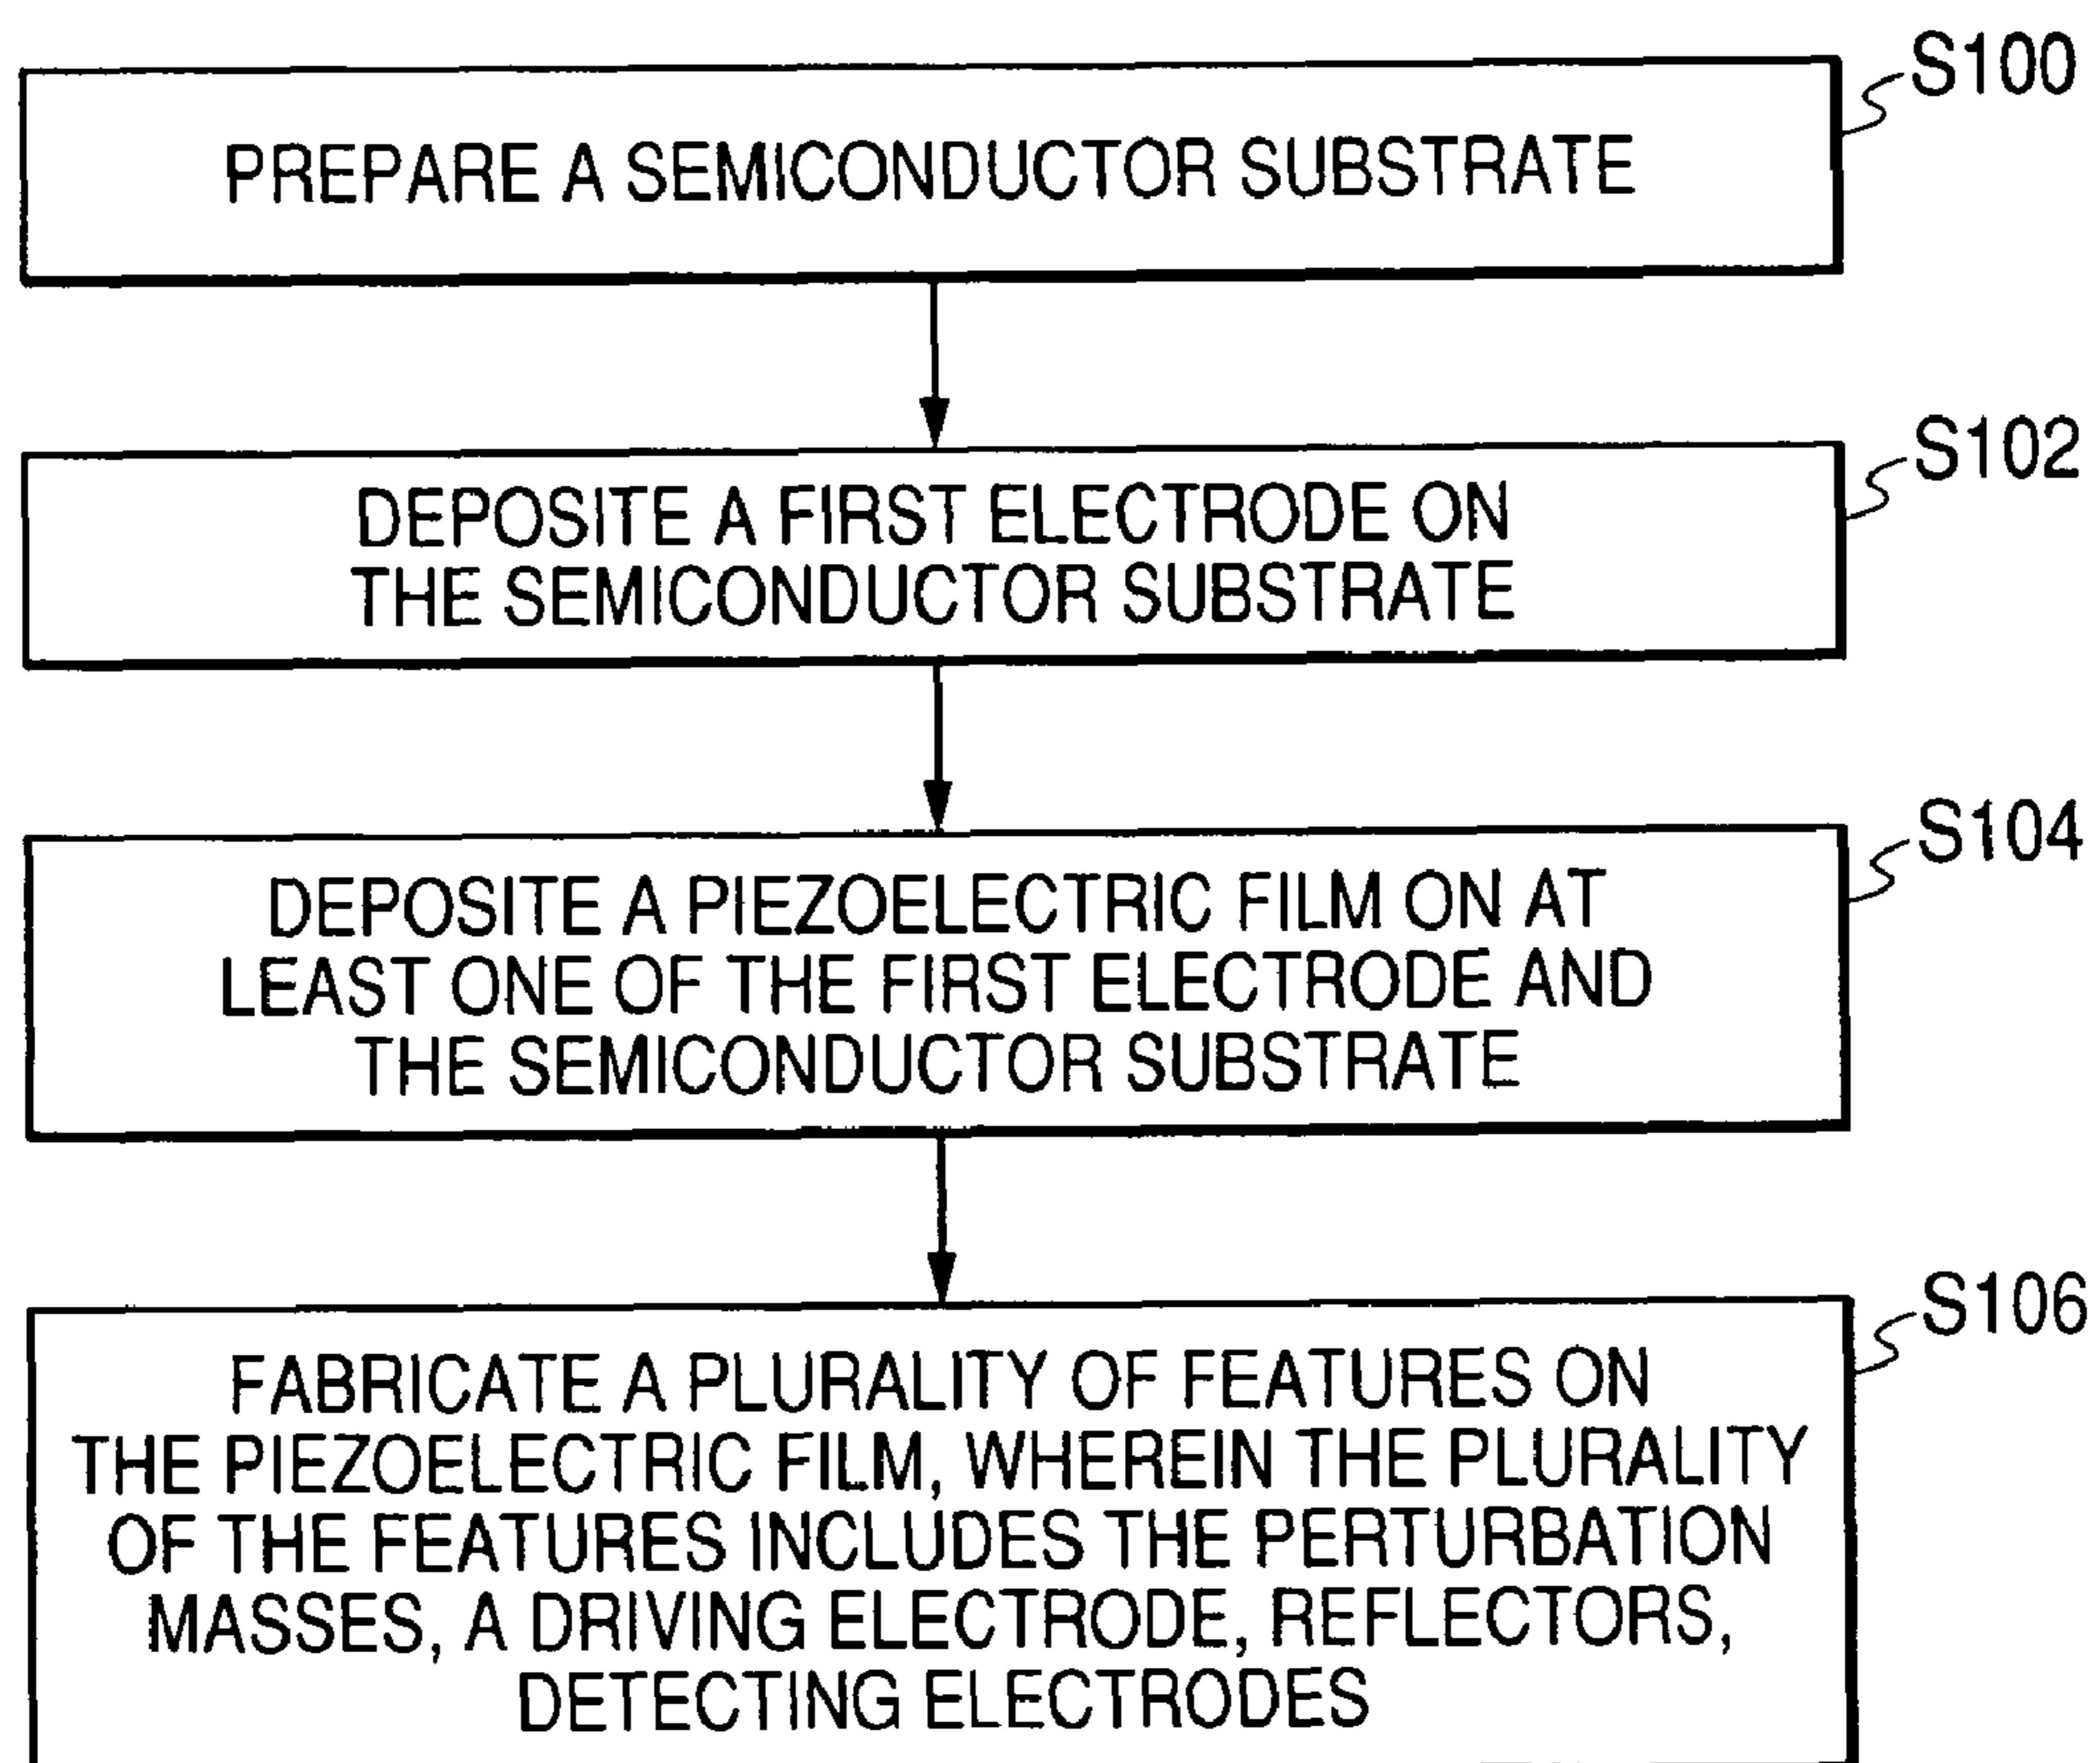 S100
PREPARE A SEMICONDUCTOR SUBSTRATE
S102
DEPOSITE A FIRST ELECTRODE ON
THE SEMICONDUCTOR SUBSTRATE
S104
DEPOSITE A PIEZOELECTRIC FILM ON AT
LEAST ONE OF THE FIRST ELECTRODE AND
THE SEMICONDUCTOR SUBSTRATE
S106
FABRICATE A PLURALITY OF FEATURES ON
THE PIEZOELECTRIC FILM, WHEREIN THE PLURALITY
OF THE FEATURES INCLUDES THE PERTURBATION
MASSES, A DRIVING ELECTRODE, REFLECTORS,
DETECTING ELECTRODES